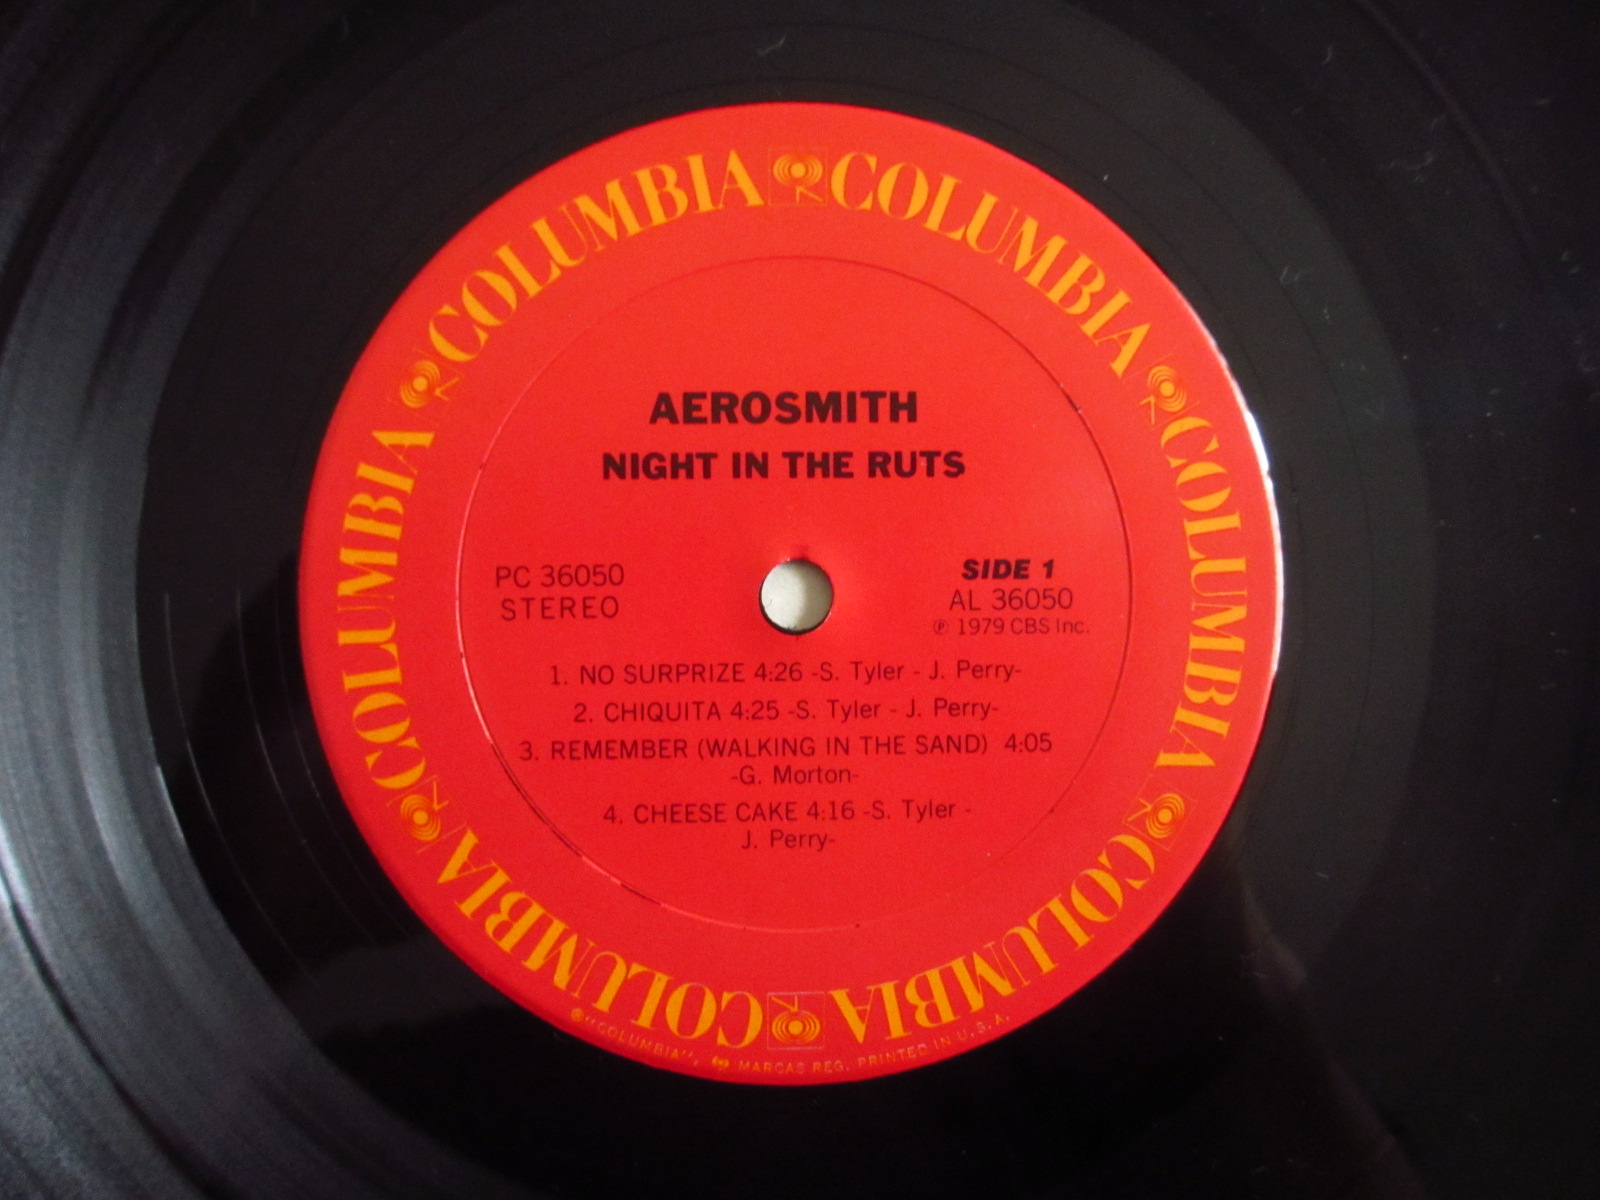 COLUMBIA COLUMBIA COLUMBIA COLUMBIA COLUMBIA COLUMBIA
AEROSMITH
NIGHT IN THE RUTS
PC 36050
STEREO
SIDE 1
AL 36050
℗ 1979 CBS Inc.
1. NO SURPRIZE 4:26 -S. Tyler - J. Perry-
2. CHIQUITA 4:25 -S. Tyler - J. Perry-
3. REMEMBER (WALKING IN THE SAND) 4:05
-G. Morton-
4. CHEESE CAKE 4:16 -S. Tyler -
J. Perry-
®"COLUMBIA", MARCAS REG. PRINTED IN U.S.A.